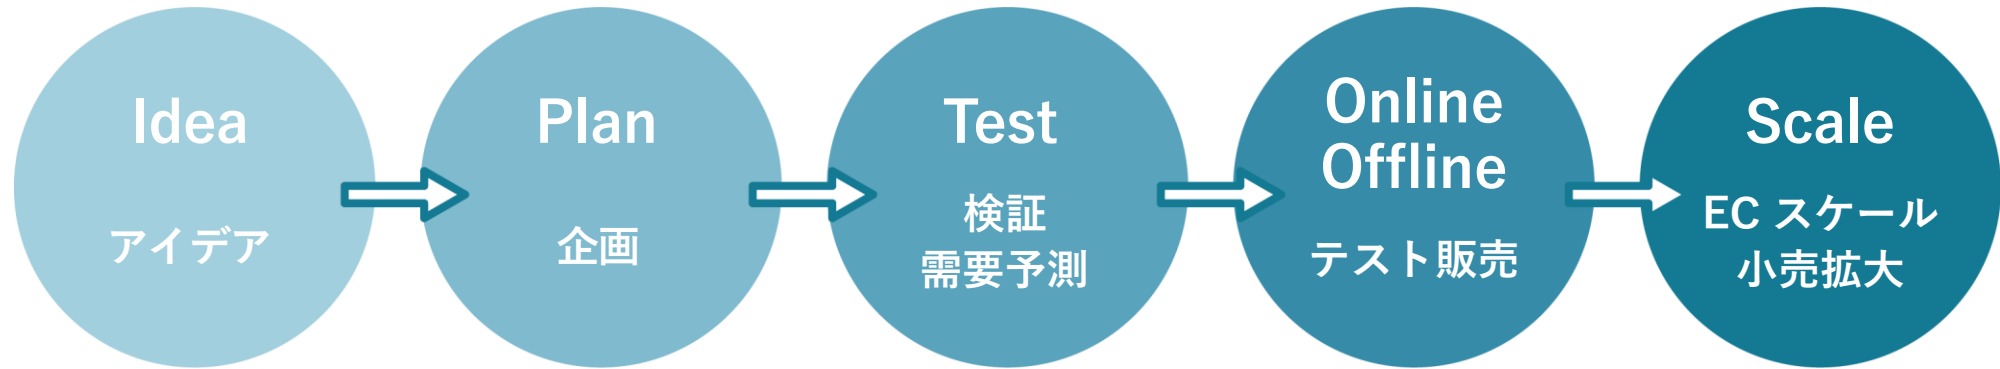 Idea
アイデア
Plan
企画
Test
検証
需要予測
Online
Offline
テスト販売
Scale
EC スケール
小売拡大